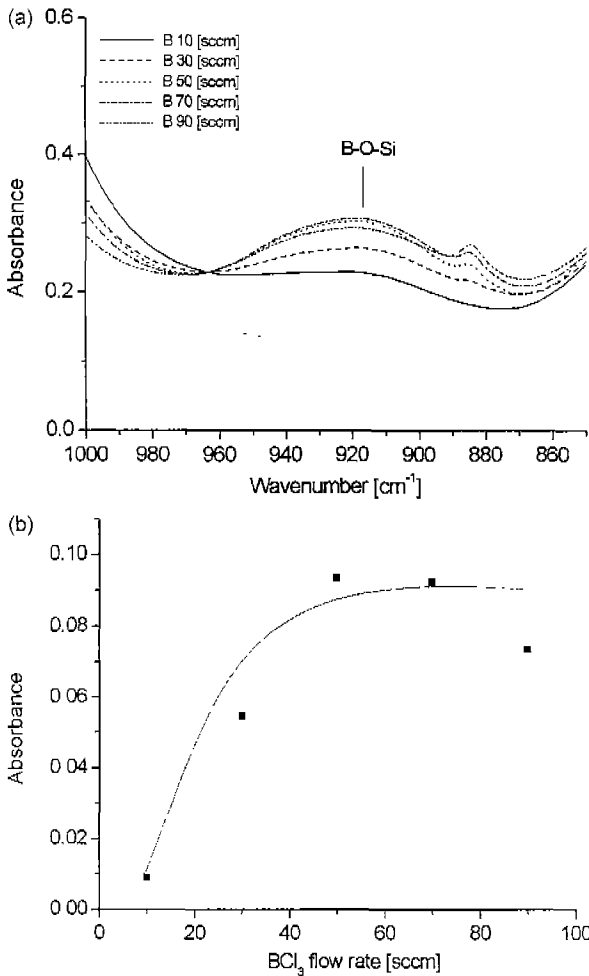 (a)
0.6
B 10 [sccm]
B 30 [sccm]
B 50 [sccm]
B 70 [sccm]
B 90 [sccm]
B-O-Si
0.4
Absorbance
0.2
0.0
1000 980 960 940 920 900 880 860
Wavenumber [cm⁻¹]
(b)
0.10
0.08
Absorbance
0.06
0.04
0.02
0.00
0 20 40 60 80 100
BCl₃ flow rate [sccm]